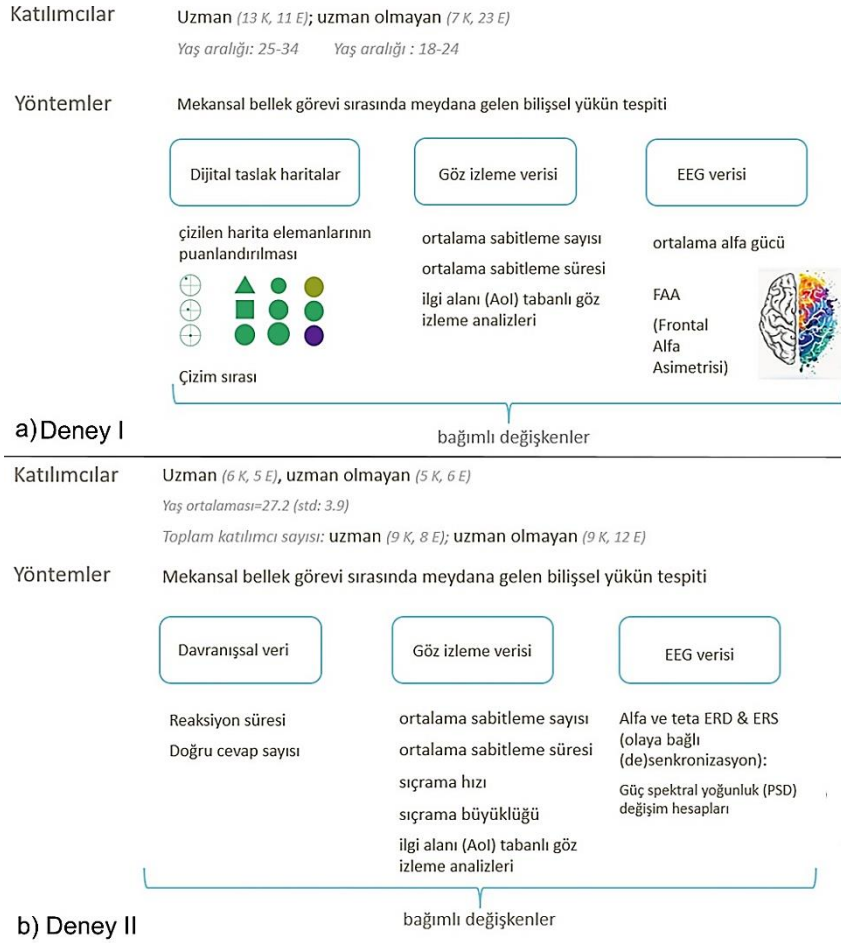 Katılımcılar
Uzman (13 K, 11 E); uzman olmayan (7 K, 23 E)
Yaş aralığı: 25-34 Yaş aralığı : 18-24
Yöntemler
Mekansal bellek görevi sırasında meydana gelen bilişsel yükün tespiti
Dijital taslak haritalar
Göz izleme verisi
EEG verisi
çizilen harita elemanlarının
puanlandırılması
Çizim sırası
ortalama sabitleme sayısı
ortalama sabitleme süresi
ilgi alanı (AoI) tabanlı göz
izleme analizleri
ortalama alfa gücü
FAA
(Frontal
Alfa
Asimetrisi)
a) Deney I
bağımlı değişkenler
Katılımcılar
Uzman (6 K, 5 E), uzman olmayan (5 K, 6 E)
Yaş ortalaması=27.2 (std: 3.9)
Toplam katılımcı sayısı: uzman (9 K, 8 E); uzman olmayan (9 K, 12 E)
Yöntemler
Mekansal bellek görevi sırasında meydana gelen bilişsel yükün tespiti
Davranışsal veri
Göz izleme verisi
EEG verisi
Reaksiyon süresi
Doğru cevap sayısı
ortalama sabitleme sayısı
ortalama sabitleme süresi
sıçrama hızı
sıçrama büyüklüğü
ilgi alanı (AoI) tabanlı göz
izleme analizleri
Alfa ve teta ERD & ERS
(olaya bağlı
(de)senkronizasyon):
Güç spektral yoğunluk (PSD)
değişim hesapları
b) Deney II
bağımlı değişkenler